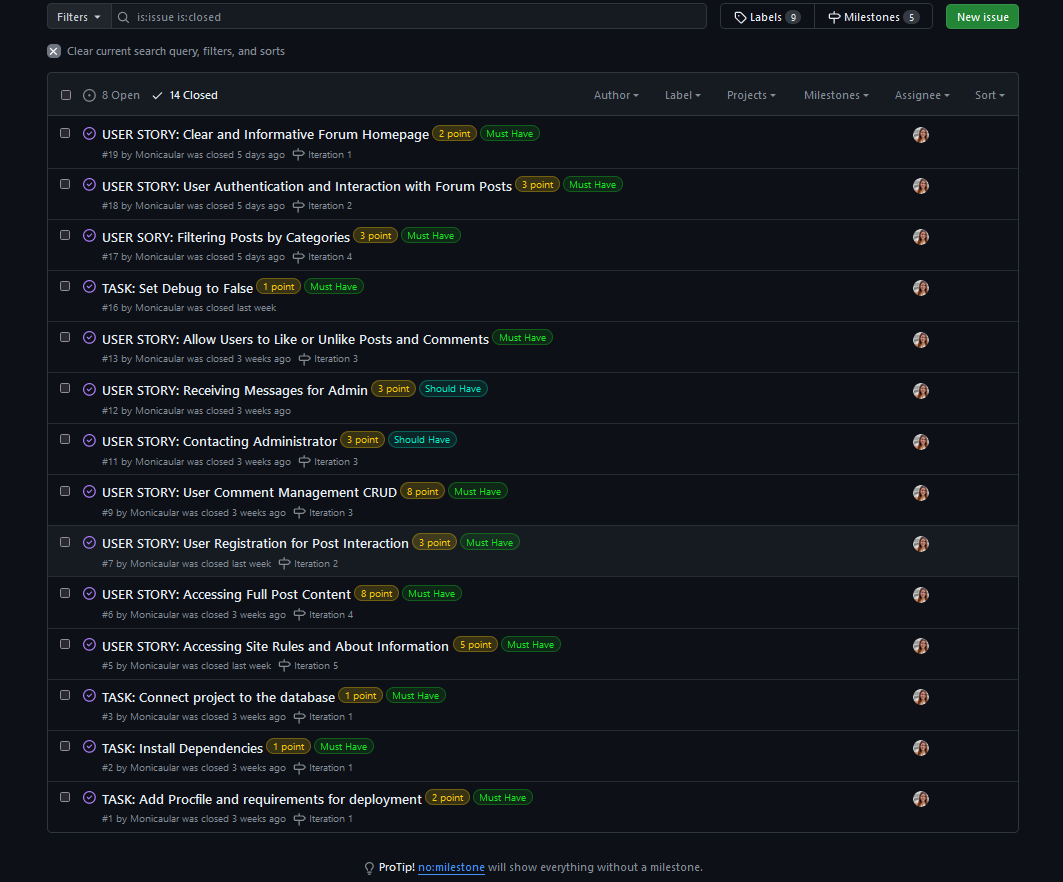 Filters is:issue is:closed Labels 9 Milestones 5 New issue
Clear current search query, filters, and sorts
8 Open 14 Closed Author Label Projects Milestones Assignee Sort
USER STORY: Clear and Informative Forum Homepage 2 point Must Have
#19 by Monicaular was closed 5 days ago Iteration 1
USER STORY: User Authentication and Interaction with Forum Posts 3 point Must Have
#18 by Monicaular was closed 5 days ago Iteration 2
USER SORY: Filtering Posts by Categories 3 point Must Have
#17 by Monicaular was closed 5 days ago Iteration 4
TASK: Set Debug to False 1 point Must Have
#16 by Monicaular was closed last week
USER STORY: Allow Users to Like or Unlike Posts and Comments Must Have
#13 by Monicaular was closed 3 weeks ago Iteration 3
USER STORY: Receiving Messages for Admin 3 point Should Have
#12 by Monicaular was closed 3 weeks ago
USER STORY: Contacting Administrator 3 point Should Have
#11 by Monicaular was closed 3 weeks ago Iteration 3
USER STORY: User Comment Management CRUD 8 point Must Have
#9 by Monicaular was closed 3 weeks ago Iteration 3
USER STORY: User Registration for Post Interaction 3 point Must Have
#7 by Monicaular was closed last week Iteration 2
USER STORY: Accessing Full Post Content 8 point Must Have
#6 by Monicaular was closed 3 weeks ago Iteration 4
USER STORY: Accessing Site Rules and About Information 5 point Must Have
#5 by Monicaular was closed last week Iteration 5
TASK: Connect project to the database 1 point Must Have
#3 by Monicaular was closed 3 weeks ago Iteration 1
TASK: Install Dependencies 1 point Must Have
#2 by Monicaular was closed 3 weeks ago Iteration 1
TASK: Add Procfile and requirements for deployment 2 point Must Have
#1 by Monicaular was closed 3 weeks ago Iteration 1
ProTip! no:milestone will show everything without a milestone.